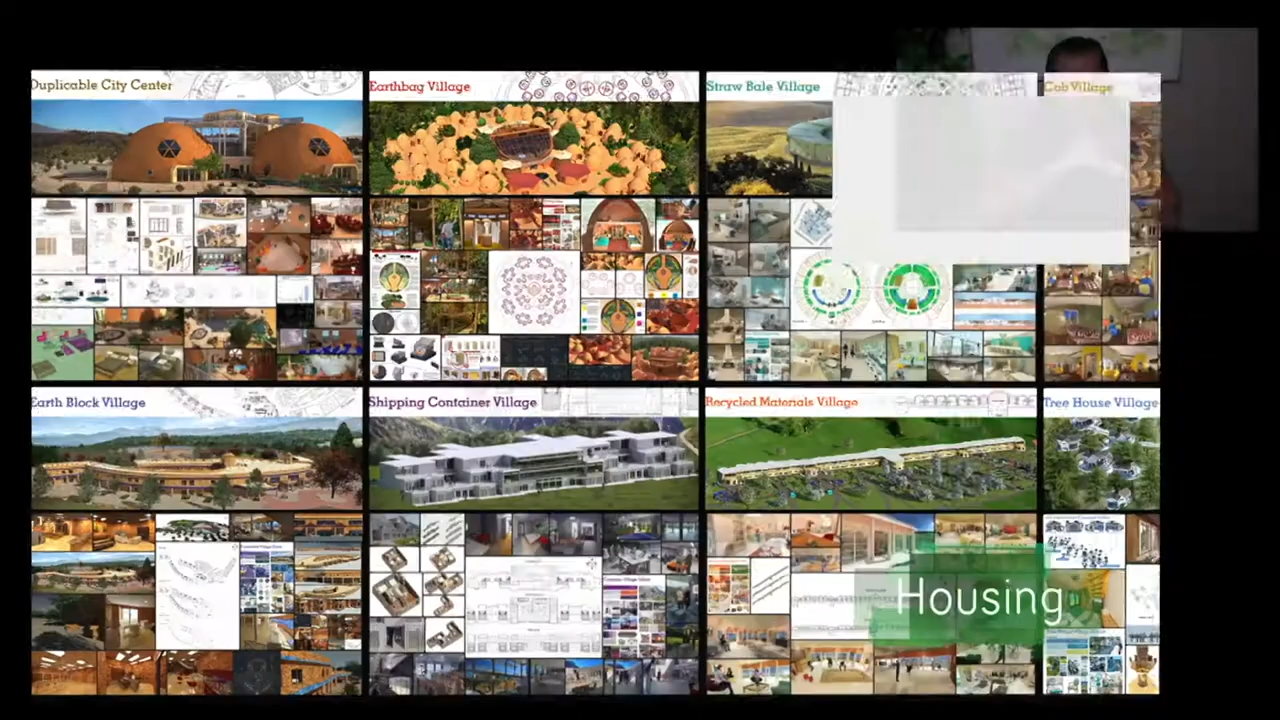 Duplicable City Center
Earthbag Village
Straw Bale Village
Cob Village
Earth Block Village
Shipping Container Village
Recycled Materials Village
Tree House Village
Housing